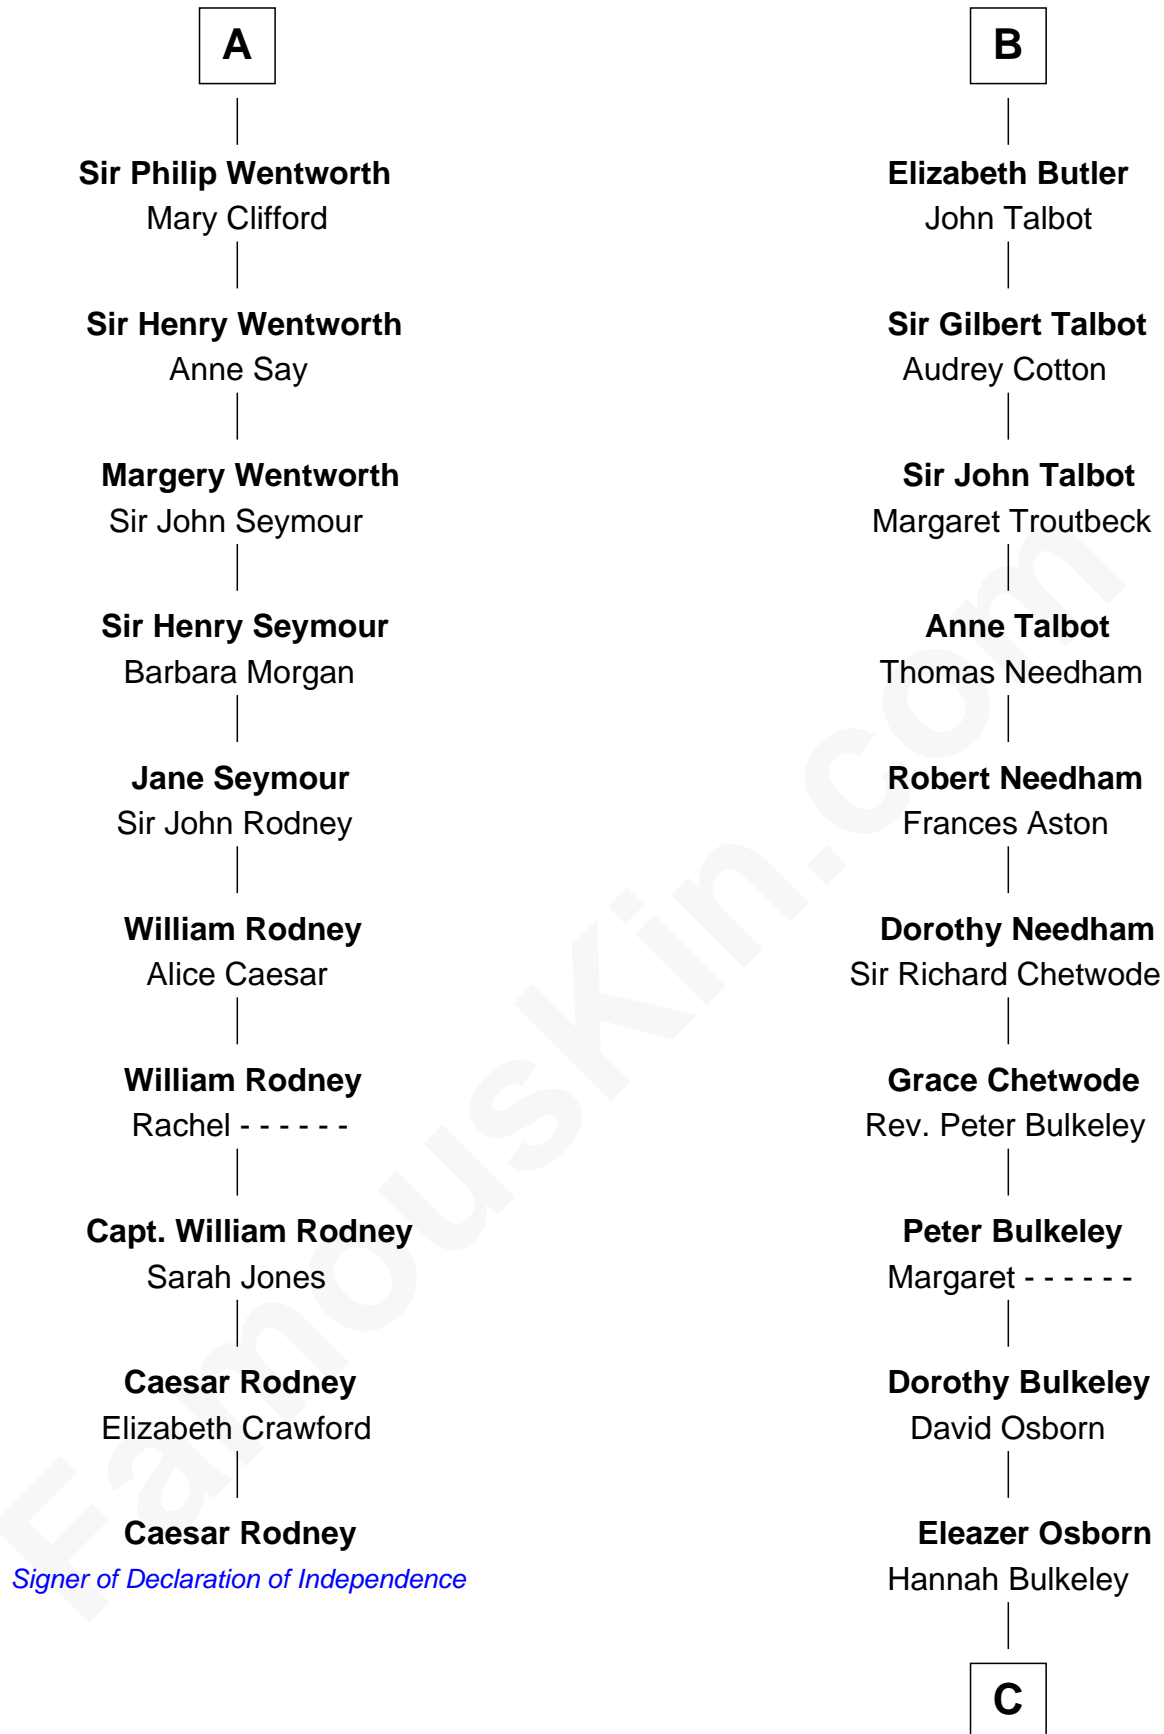 A
Sir Philip Wentworth
Mary Clifford
Sir Henry Wentworth
Anne Say
Margery Wentworth
Sir John Seymour
Sir Henry Seymour
Barbara Morgan
Jane Seymour
Sir John Rodney
William Rodney
Alice Caesar
William Rodney
Rachel - - - - - -
Capt. William Rodney
Sarah Jones
Caesar Rodney
Elizabeth Crawford
Caesar Rodney
Signer of Declaration of Independence
B
Elizabeth Butler
John Talbot
Sir Gilbert Talbot
Audrey Cotton
Sir John Talbot
Margaret Troutbeck
Anne Talbot
Thomas Needham
Robert Needham
Frances Aston
Dorothy Needham
Sir Richard Chetwode
Grace Chetwode
Rev. Peter Bulkeley
Peter Bulkeley
Margaret - - - - - -
Dorothy Bulkeley
David Osborn
Eleazer Osborn
Hannah Bulkeley
C
FamousKin.com